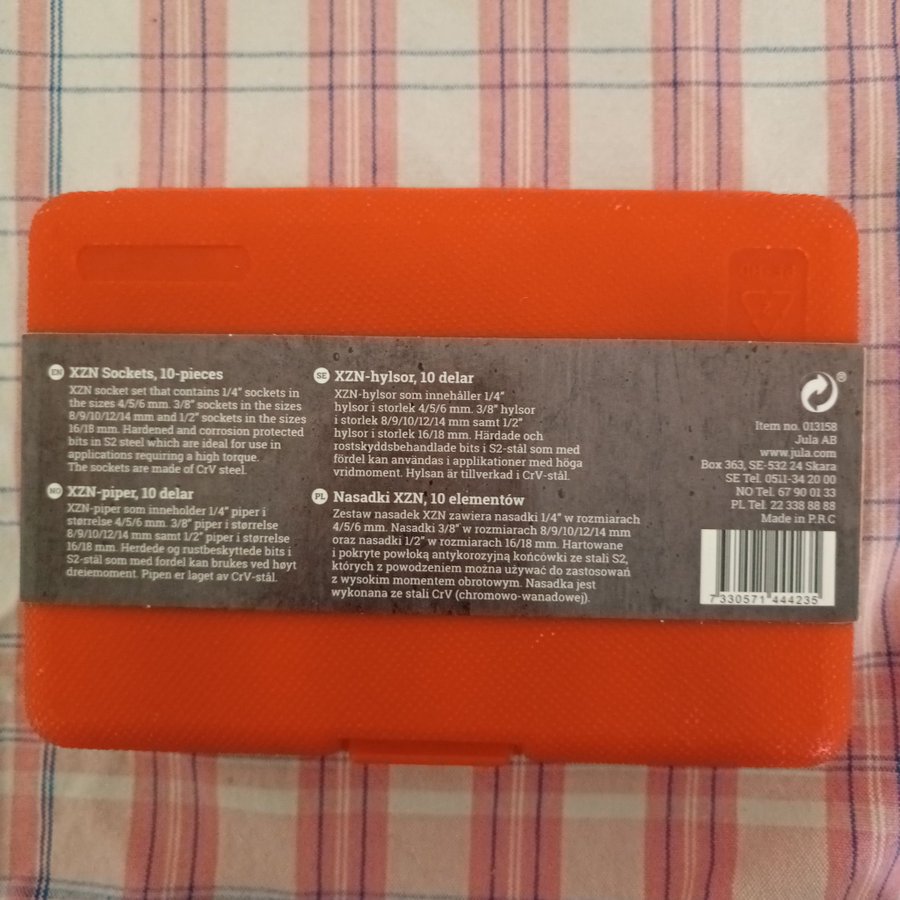 EN XZN Sockets, 10-pieces
XZN socket set that contains 1/4" sockets in
the sizes 4/5/6 mm. 3/8" sockets in the sizes
8/9/10/12/14 mm and 1/2" sockets in the sizes
16/18 mm. Hardened and corrosion protected
bits in S2 steel which are ideal for use in
applications requiring a high torque.
The sockets are made of CrV steel.
NO XZN-piper, 10 delar
XZN-piper som inneholder 1/4" piper i
størrelse 4/5/6 mm. 3/8" piper i størrelse
8/9/10/12/14 mm samt 1/2" piper i størrelse
16/18 mm. Herdede og rustbeskyttede bits i
S2-stål som med fordel kan brukes ved høyt
dreiemoment. Pipen er laget av CrV-stål.
SE XZN-hylsor, 10 delar
XZN-hylsor som innehåller 1/4"
hylsor i storlek 4/5/6 mm. 3/8" hylsor
i storlek 8/9/10/12/14 mm samt 1/2"
hylsor i storlek 16/18 mm. Härdade och
rostskyddsbehandlade bits i S2-stål som med
fördel kan användas i applikationer med höga
vridmoment. Hylsan är tillverkad i CrV-stål.
PL Nasadki XZN, 10 elementów
Zestaw nasadek XZN zawiera nasadki 1/4" w rozmiarach
4/5/6 mm. Nasadki 3/8" w rozmiarach 8/9/10/12/14 mm
oraz nasadki 1/2" w rozmiarach 16/18 mm. Hartowane
i pokryte powłoką antykorozyjną końcówki ze stali S2,
których z powodzeniem można używać do zastosowań
z wysokim momentem obrotowym. Nasadka jest
wykonana ze stali CrV (chromowo-wanadowej).
®
Item no. 013158
Jula AB
www.jula.com
Box 363, SE-532 24 Skara
SE Tel. 0511-34 20 00
NO Tel. 67 90 01 33
PL Tel. 22 338 88 88
Made in P.R.C
7 330571 444235